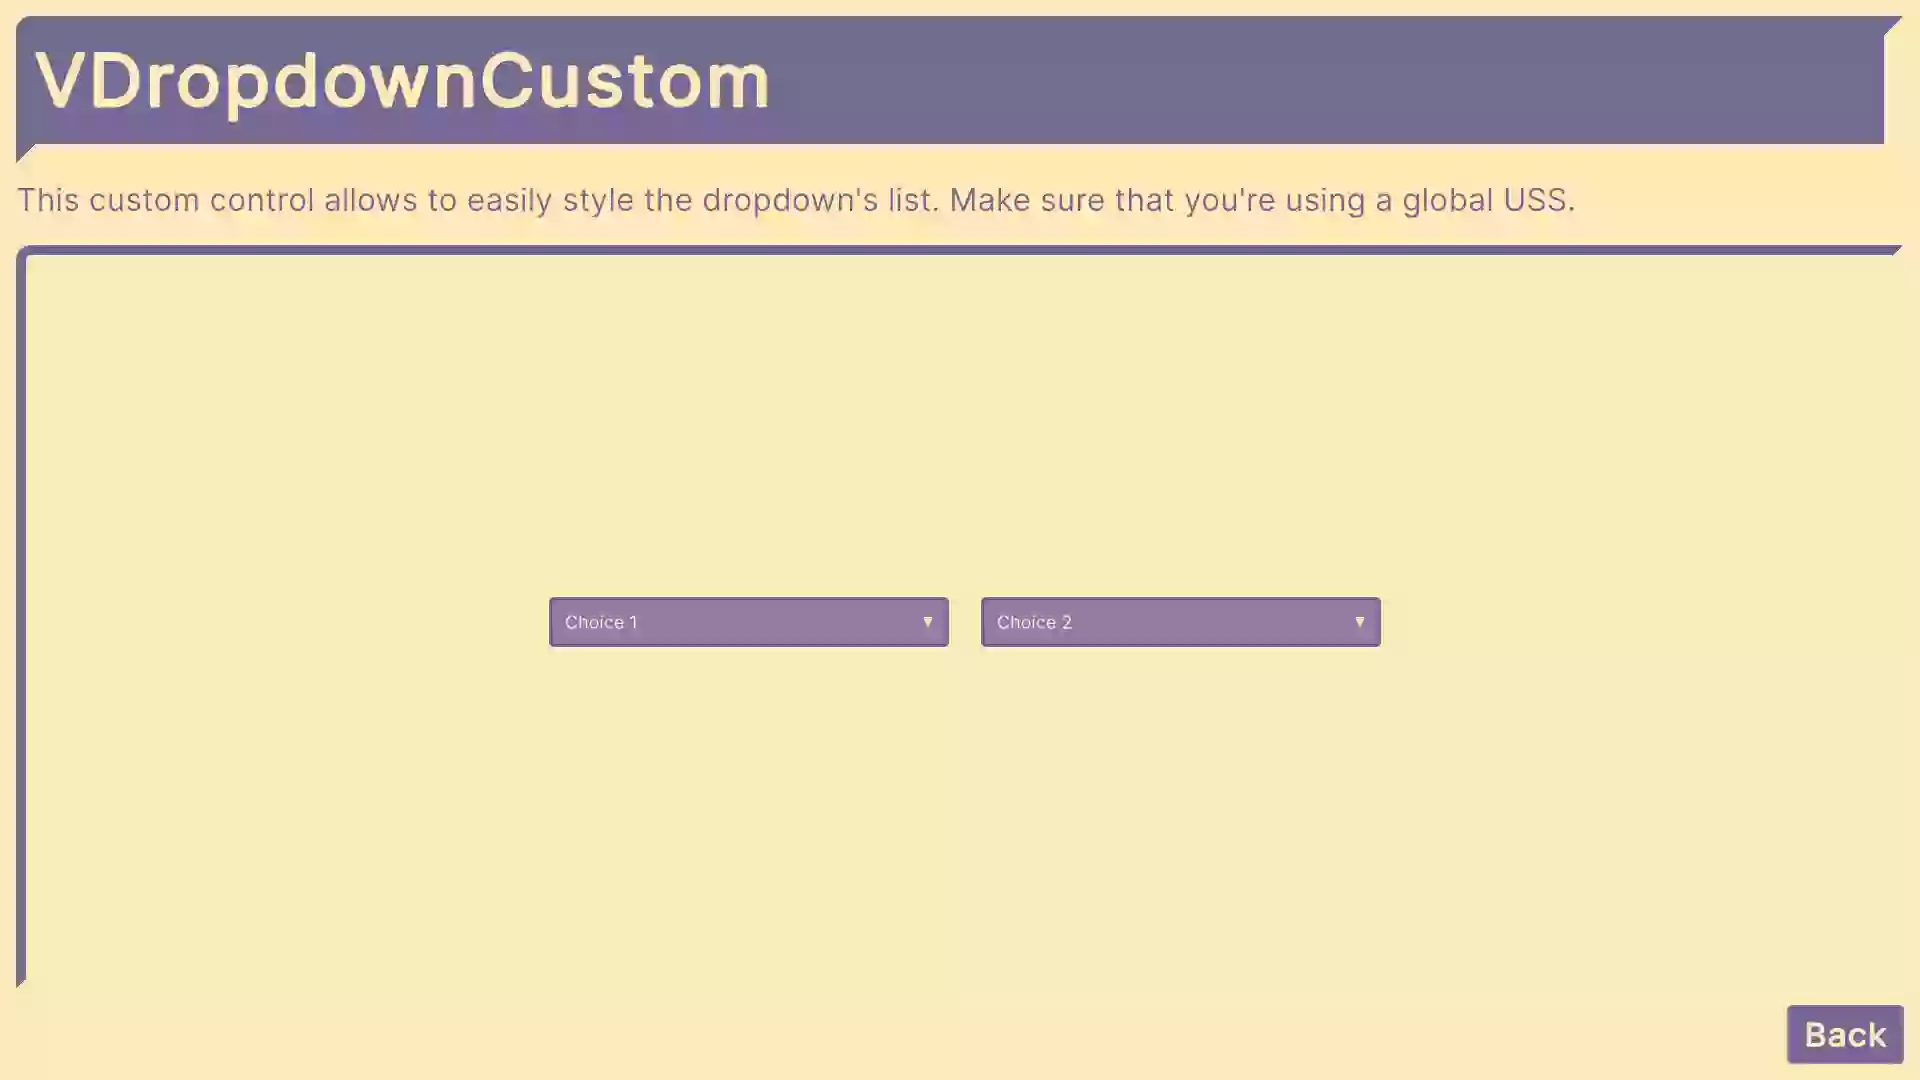 VDropdownCustom
This custom control allows to easily style the dropdown's list. Make sure that you're using a global USS.
Choice 1 ▼ Choice 2 ▼
Back